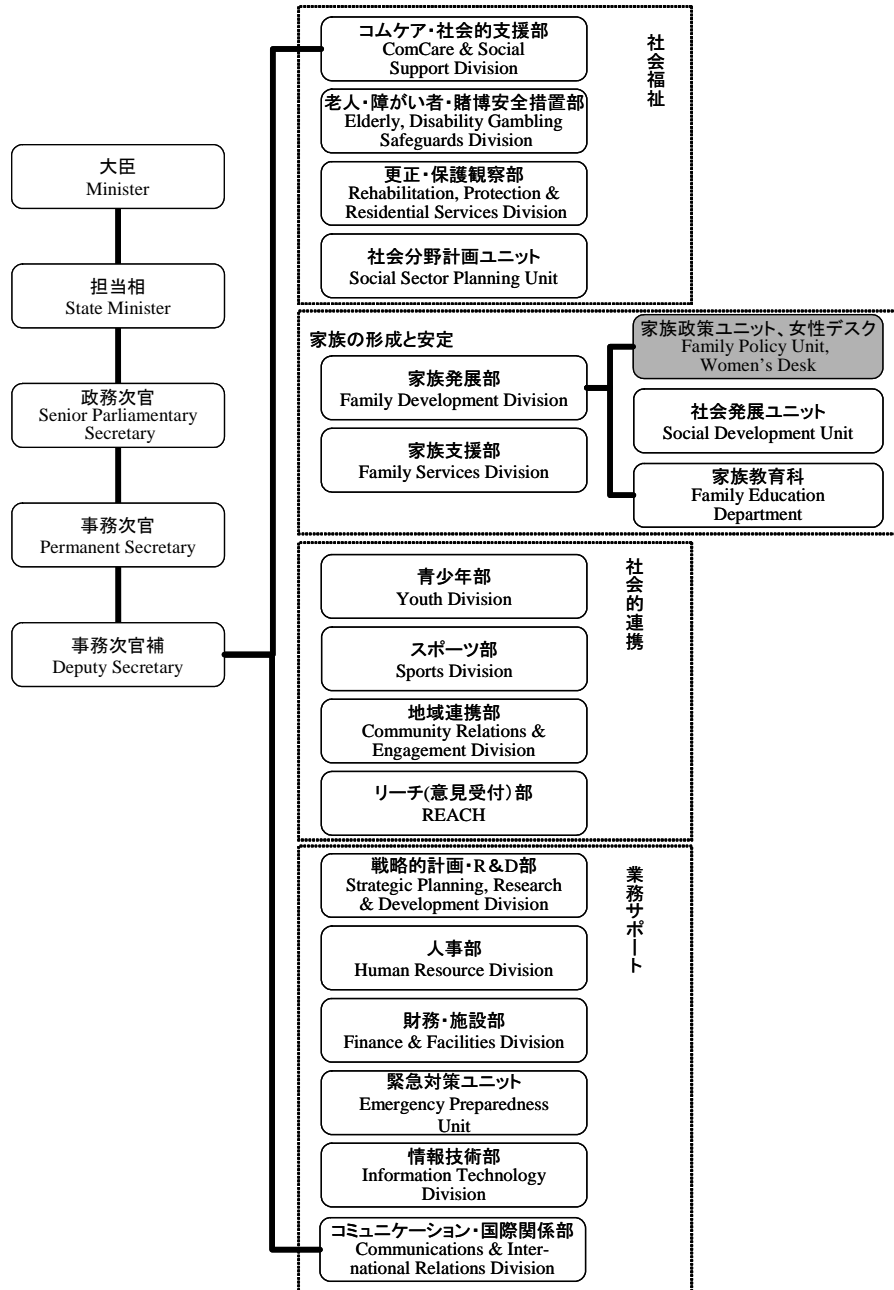 大臣
Minister
担当相
State Minister
政務次官
Senior Parliamentary
Secretary
事務次官
Permanent Secretary
事務次官補
Deputy Secretary
社会福祉
コムケア・社会的支援部
ComCare & Social
Support Division
老人・障がい者・賭博安全措置部
Elderly, Disability Gambling
Safeguards Division
更正・保護観察部
Rehabilitation, Protection &
Residential Services Division
社会分野計画ユニット
Social Sector Planning Unit
家族の形成と安定
家族発展部
Family Development Division
家族支援部
Family Services Division
家族政策ユニット、女性デスク
Family Policy Unit,
Women's Desk
社会発展ユニット
Social Development Unit
家族教育科
Family Education
Department
社会的連携
青少年部
Youth Division
スポーツ部
Sports Division
地域連携部
Community Relations &
Engagement Division
リーチ(意見受付）部
REACH
業務サポート
戦略的計画・R＆D部
Strategic Planning, Research
& Development Division
人事部
Human Resource Division
財務・施設部
Finance & Facilities Division
緊急対策ユニット
Emergency Preparedness
Unit
情報技術部
Information Technology
Division
コミュニケーション・国際関係部
Communications & Inter-
national Relations Division